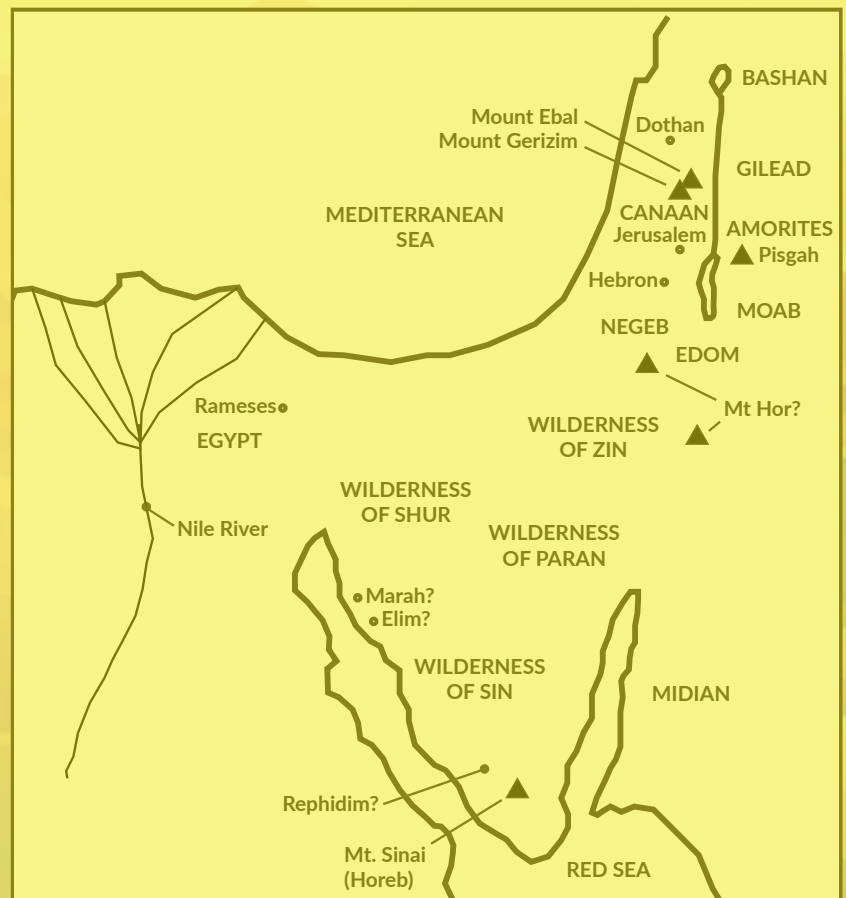 BASHAN
Mount Ebal
Dothan
Mount Gerizim
GILEAD
MEDITERRANEAN
SEA
CANAAN
Jerusalem
AMORITES
Pisgah
Hebron
MOAB
NEGEB
EDOM
Rameses
Mt Hor?
EGYPT
WILDERNESS
OF ZIN
WILDERNESS
OF SHUR
Nile River
WILDERNESS
OF PARAN
Marah?
Elim?
WILDERNESS
OF SIN
MIDIAN
Rephidim?
Mt. Sinai
(Horeb)
RED SEA